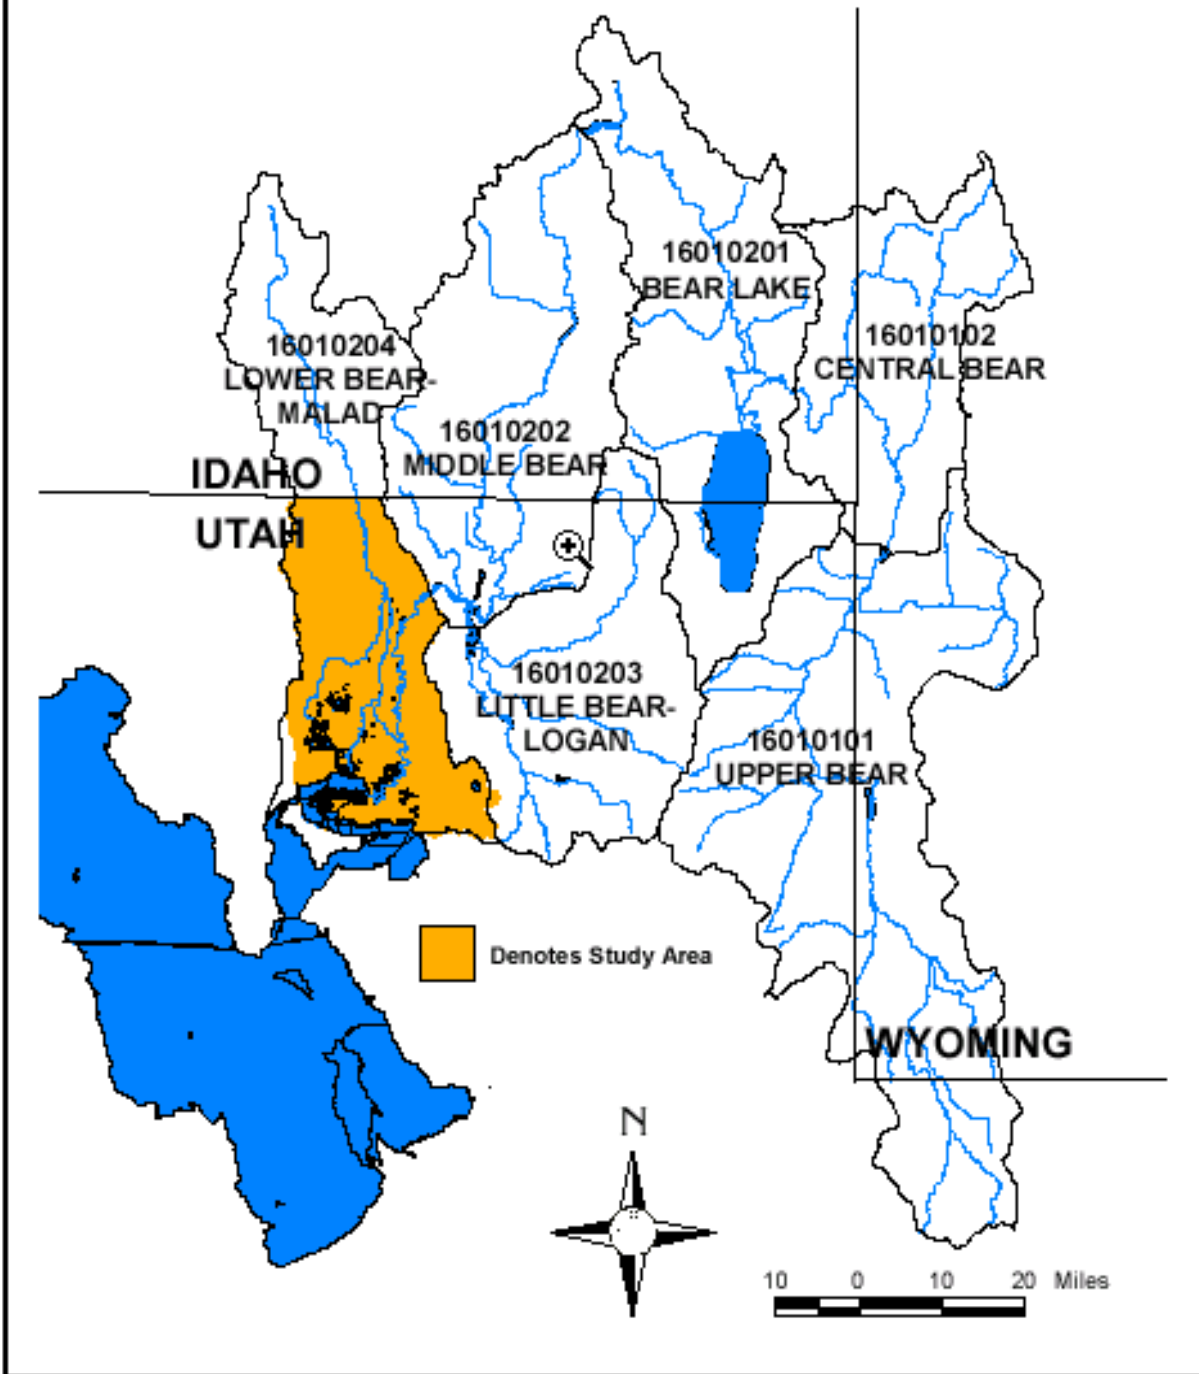 16010201
BEAR LAKE
16010102
CENTRAL BEAR
16010204
LOWER BEAR-
MALAD
16010202
MIDDLE BEAR
IDAHO
UTAH
16010203
LITTLE BEAR-
LOGAN
16010101
UPPER BEAR
Denotes Study Area
WYOMING
N
10 0 10 20 Miles